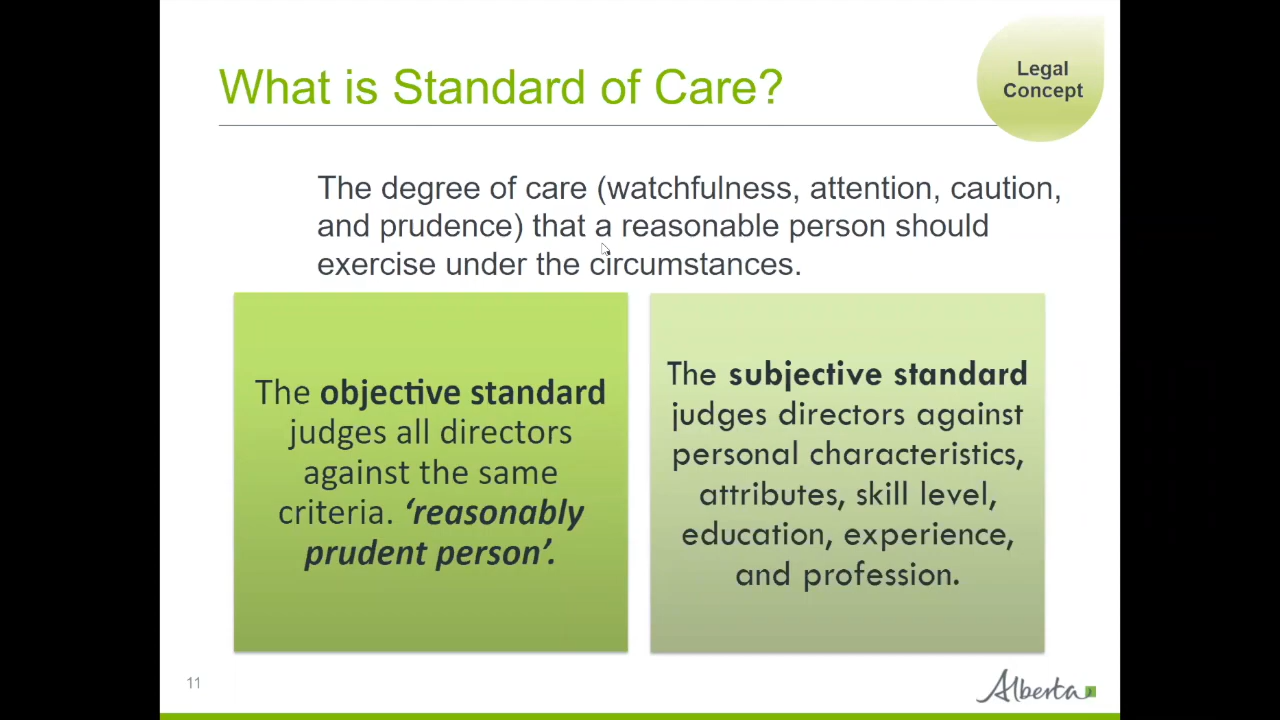 What is Standard of Care?
Legal
Concept
The degree of care (watchfulness, attention, caution,
and prudence) that a reasonable person should
exercise under the circumstances.
The objective standard
judges all directors
against the same
criteria. ‘reasonably
prudent person’.
The subjective standard
judges directors against
personal characteristics,
attributes, skill level,
education, experience,
and profession.
11
Alberta